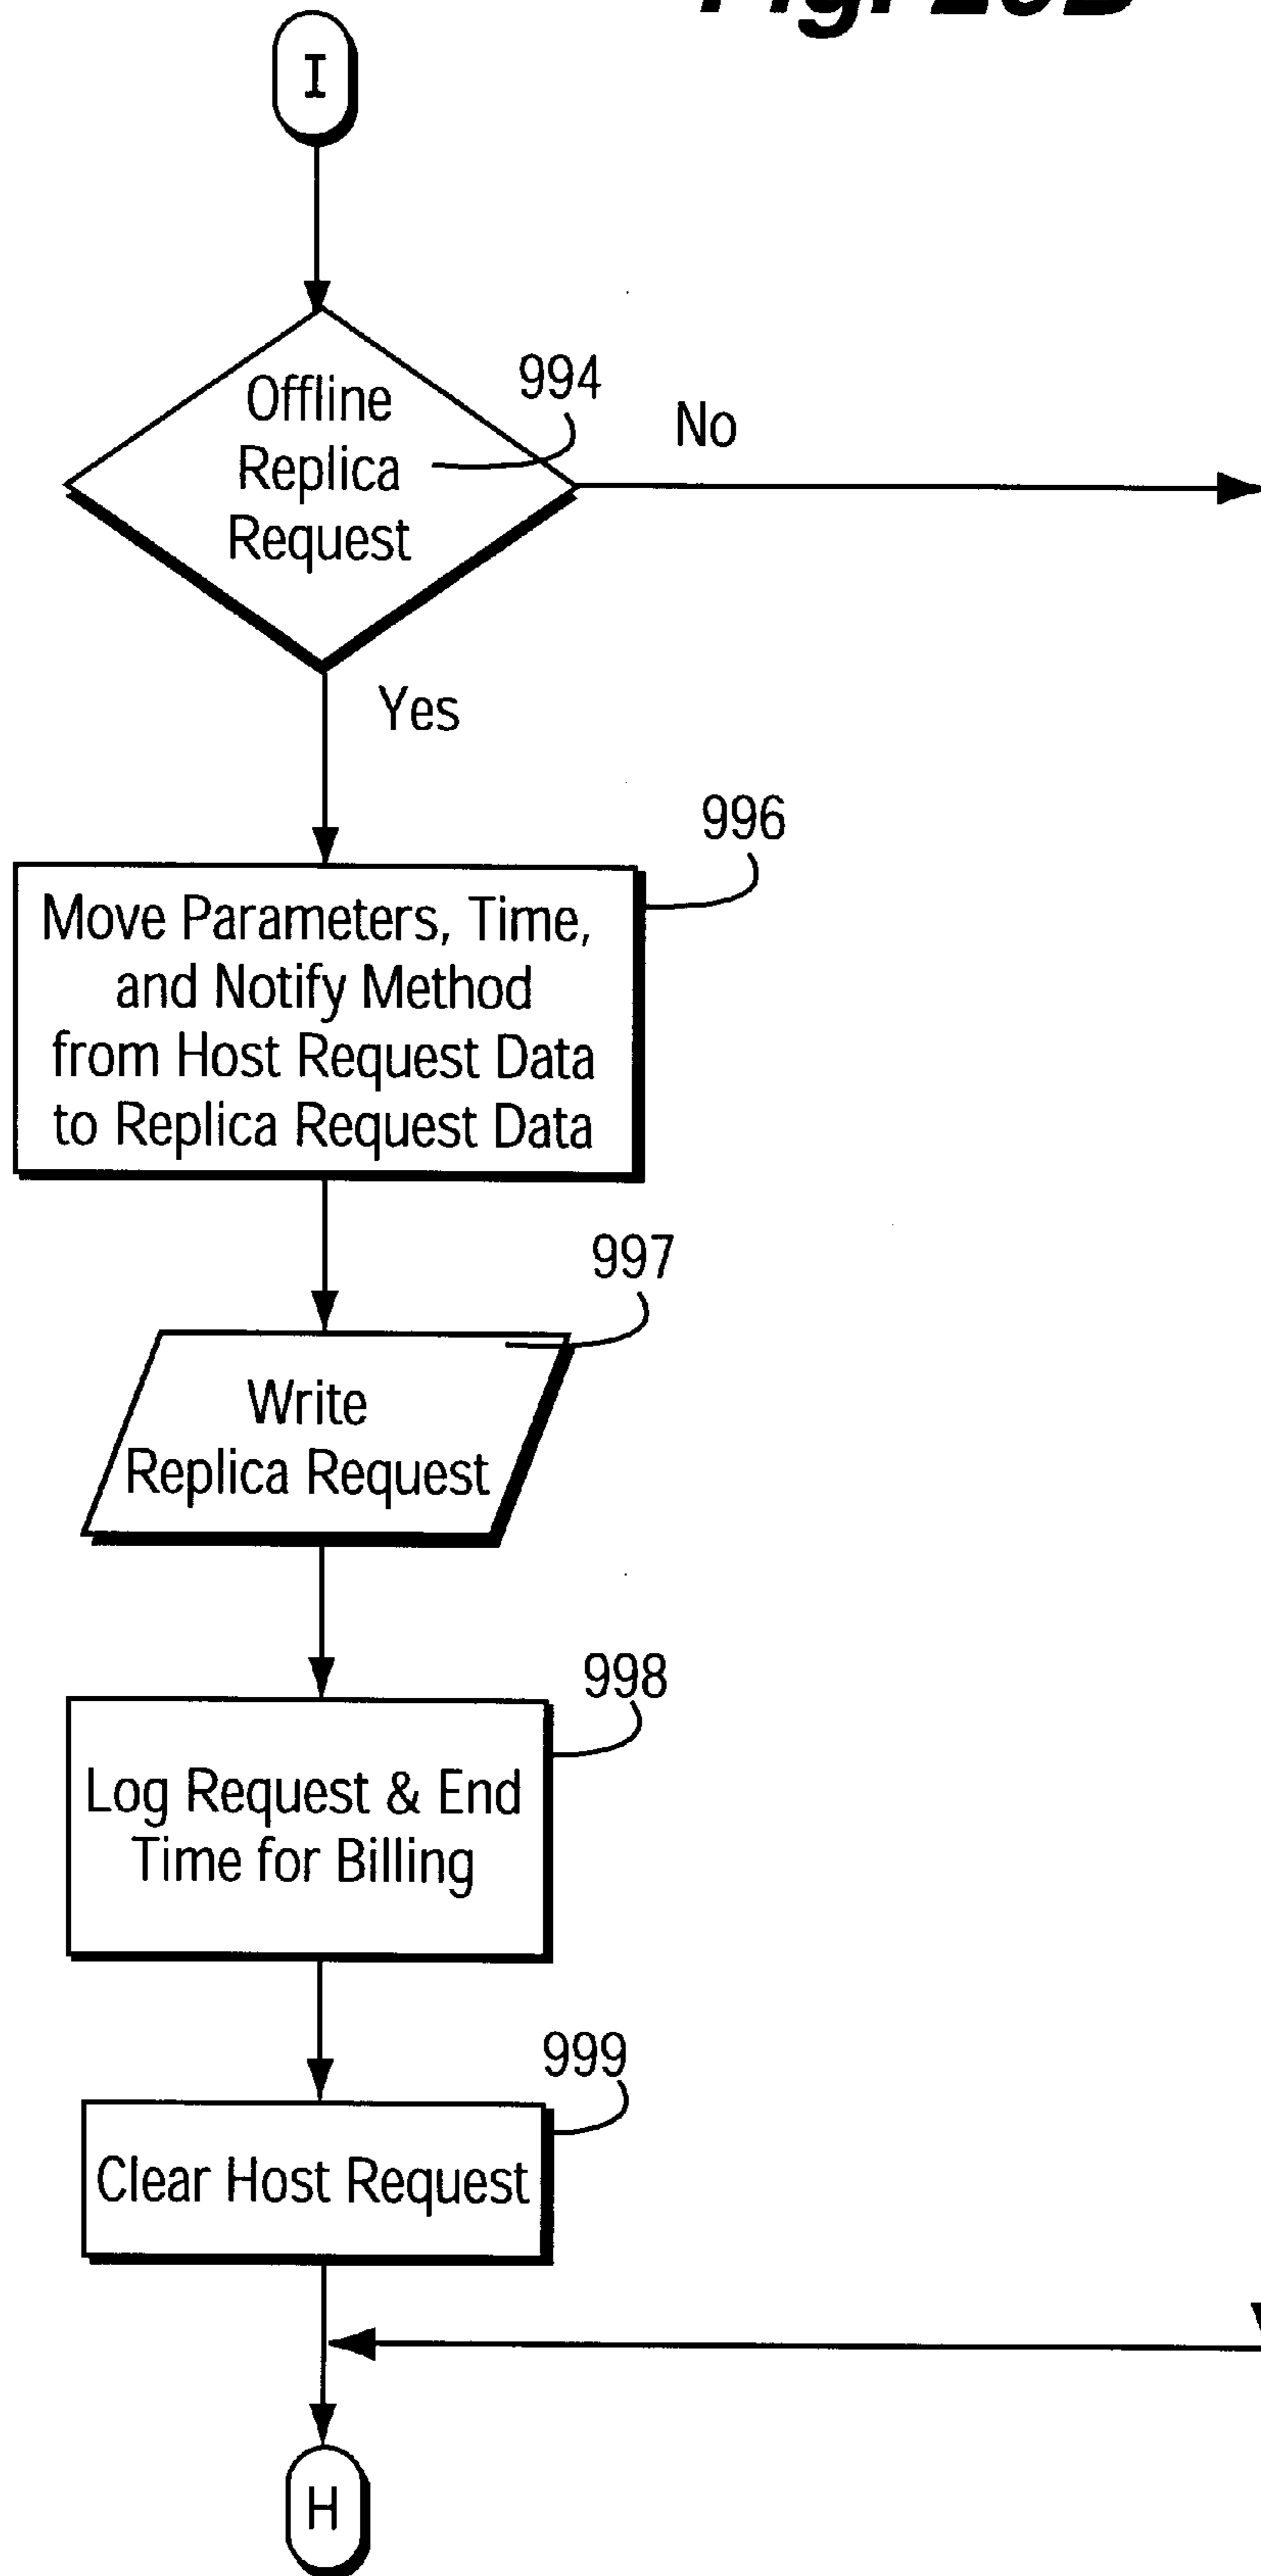 I
994
Offline
Replica
Request
No
Yes
996
Move Parameters, Time,
and Notify Method
from Host Request Data
to Replica Request Data
997
Write
Replica Request
998
Log Request & End
Time for Billing
999
Clear Host Request
H